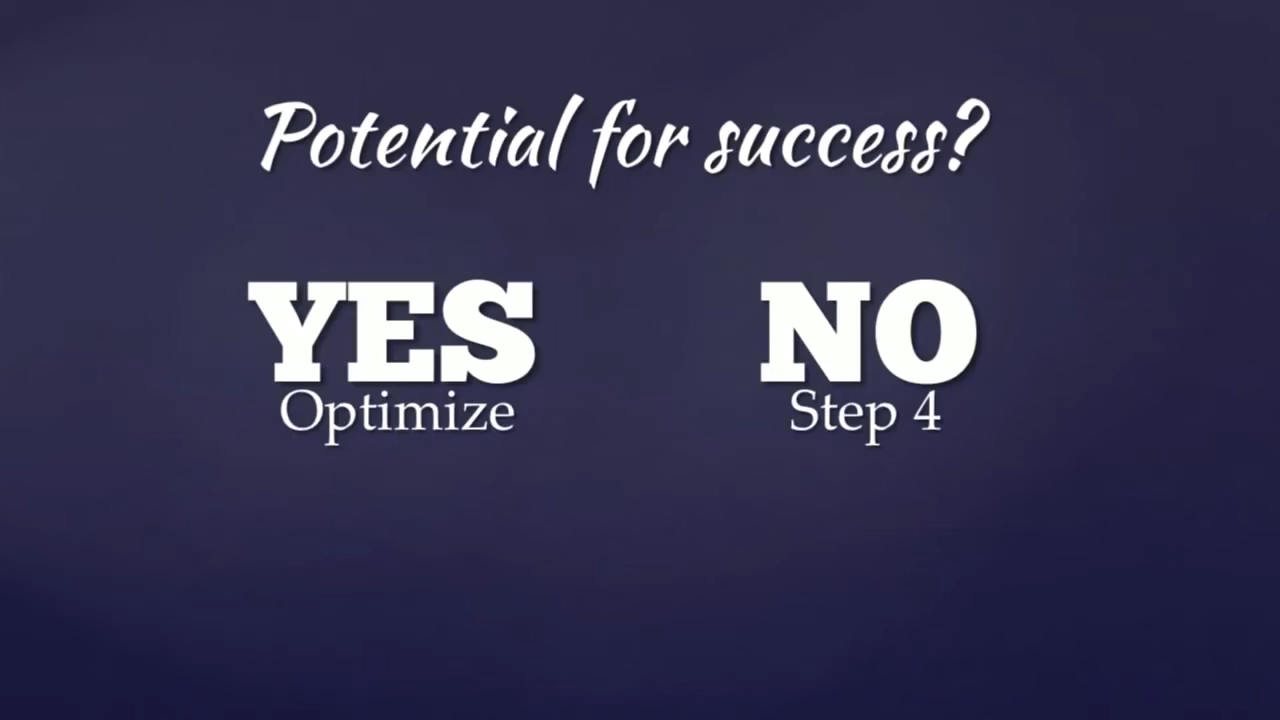 Potential for success?
YES NO
Optimize Step 4